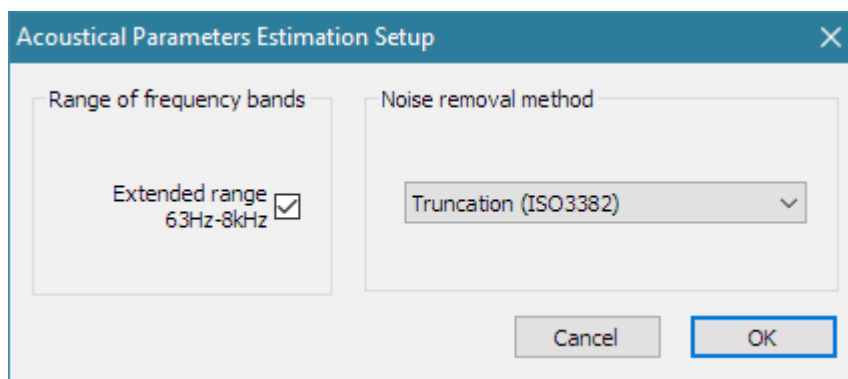 Acoustical Parameters Estimation Setup
Range of frequency bands
Noise removal method
Extended range
63Hz-8kHz
Truncation (ISO3382)
Cancel
OK